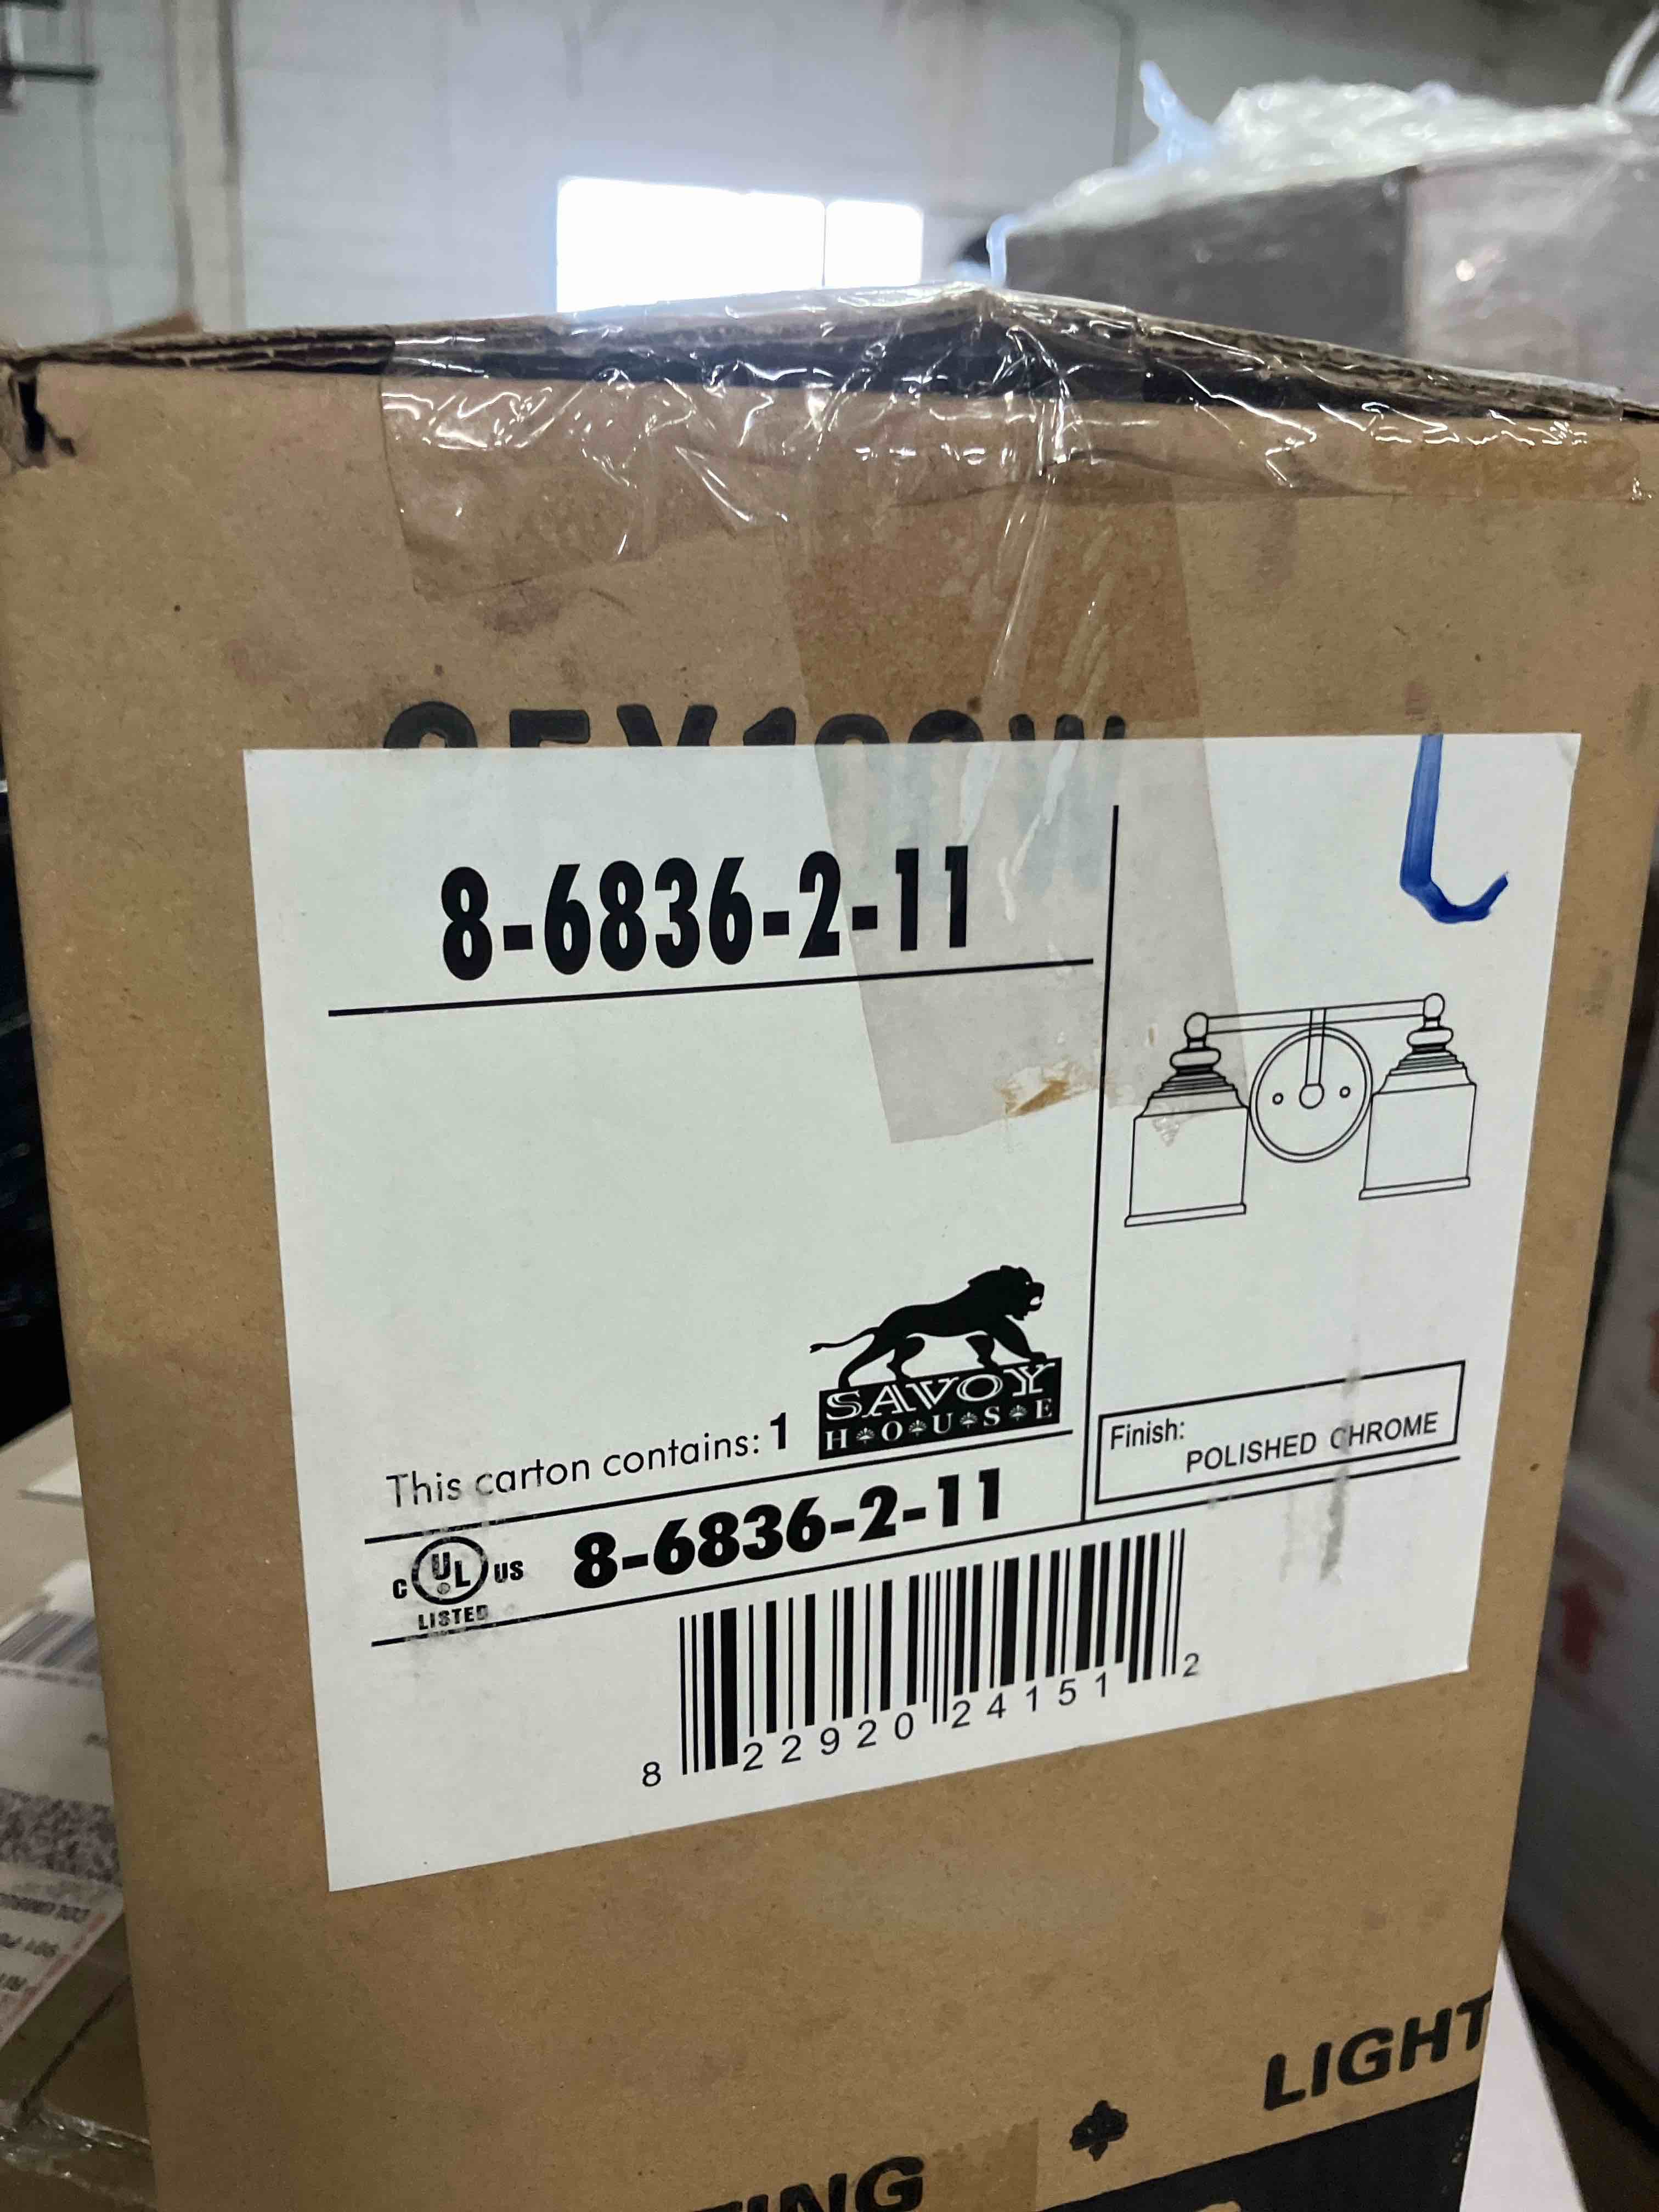 8-6836-2-11
SAVOY
HOUSE
This carton contains: 1
Finish:
POLISHED CHROME
C UL US
LISTED
8-6836-2-11
8 22920 24151 2
LIGHT